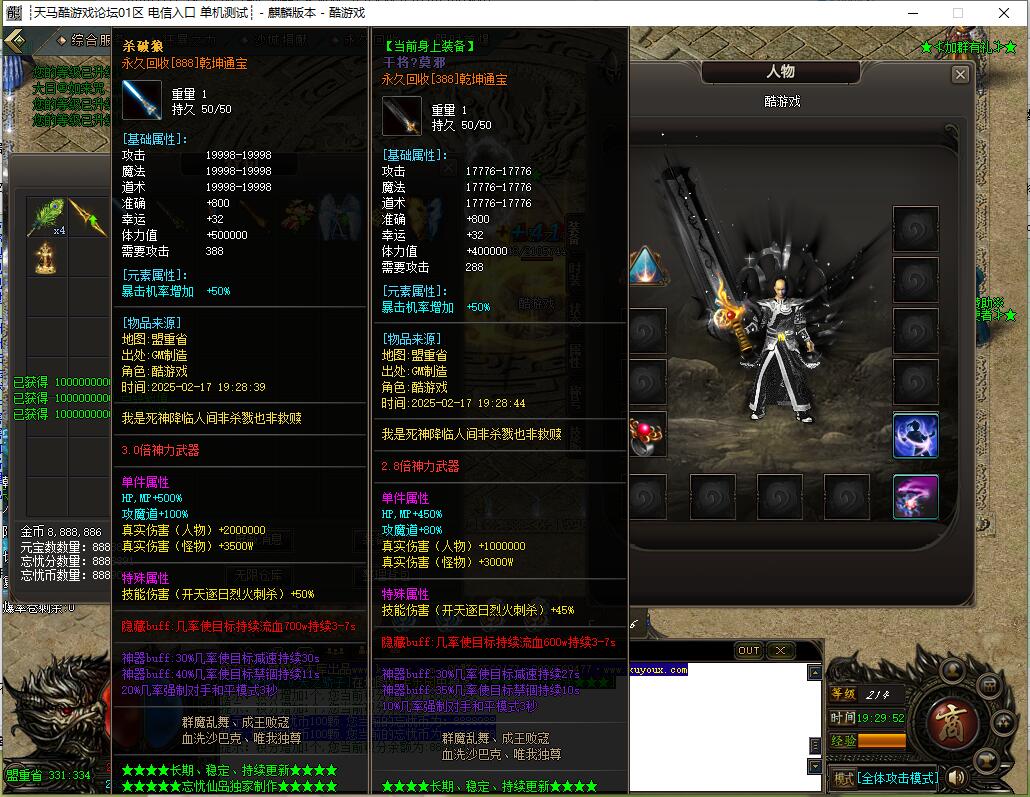 天马酷游戏论坛01区 电信入口 单机测试 - 麒麟版本 - 酷游戏
综合服
★☆加群有礼☆★
杀破狼
永久回收[888]乾坤通宝
重量 1
持久 50/50
[基础属性]:
攻击 19998-19998
魔法 19998-19998
道术 19998-19998
准确 +800
幸运 +32
体力值 +500000
需要攻击 388
[元素属性]:
暴击机率增加 +50%
[物品来源]
地图:盟重省
出处:GM制造
角色:酷游戏
时间:2025-02-17 19:28:39
我是死神降临人间非杀戮也非救赎
3.0倍神力武器
单件属性
HP,MP+500%
攻魔道+100%
真实伤害（人物）+2000000
真实伤害（怪物）+3500W
特殊属性
技能伤害（开天逐日烈火刺杀）+50%
隐藏buff:几率使目标持续流血700w持续3-7s
神器buff:30%几率使目标减速持续30s
神器buff:40%几率使目标禁锢持续11s
20%几率强制对手和平模式3秒
群魔乱舞、成王败寇
血洗沙巴克、唯我独尊
★★★★长期、稳定、持续更新★★★★
★★★★★忘忧仙岛独家制作★★★★★
【当前身上装备】
干将?莫邪
永久回收[388]乾坤通宝
重量 1
持久 50/50
[基础属性]:
攻击 17776-17776
魔法 17776-17776
道术 17776-17776
准确 +800
幸运 +32
体力值 +400000
需要攻击 288
[元素属性]:
暴击机率增加 +50%
[物品来源]
地图:盟重省
出处:GM制造
角色:酷游戏
时间:2025-02-17 19:28:44
我是死神降临人间非杀戮也非救赎
2.8倍神力武器
单件属性
HP,MP+450%
攻魔道+80%
真实伤害（人物）+1000000
真实伤害（怪物）+3000W
特殊属性
技能伤害（开天逐日烈火刺杀）+45%
隐藏buff:几率使目标持续流血600w持续3-7s
神器buff:30%几率使目标减速持续27s
神器buff:35%几率使目标禁锢持续10s
10%几率强制对手和平模式3秒
群魔乱舞、成王败寇
血洗沙巴克、唯我独尊
★★★★长期、稳定、持续更新★★★★
人物
酷游戏
x4
已获得 1000000000
已获得 1000000000
已获得 1000000000
金币 8,888,886
元宝数数量：888
忘忧分数量：888
忘忧币数量：888
盟重省 331:334
OUT
kuyoux.com
等级 214
时间 19:29:52
经验
商
模式[全体攻击模式]